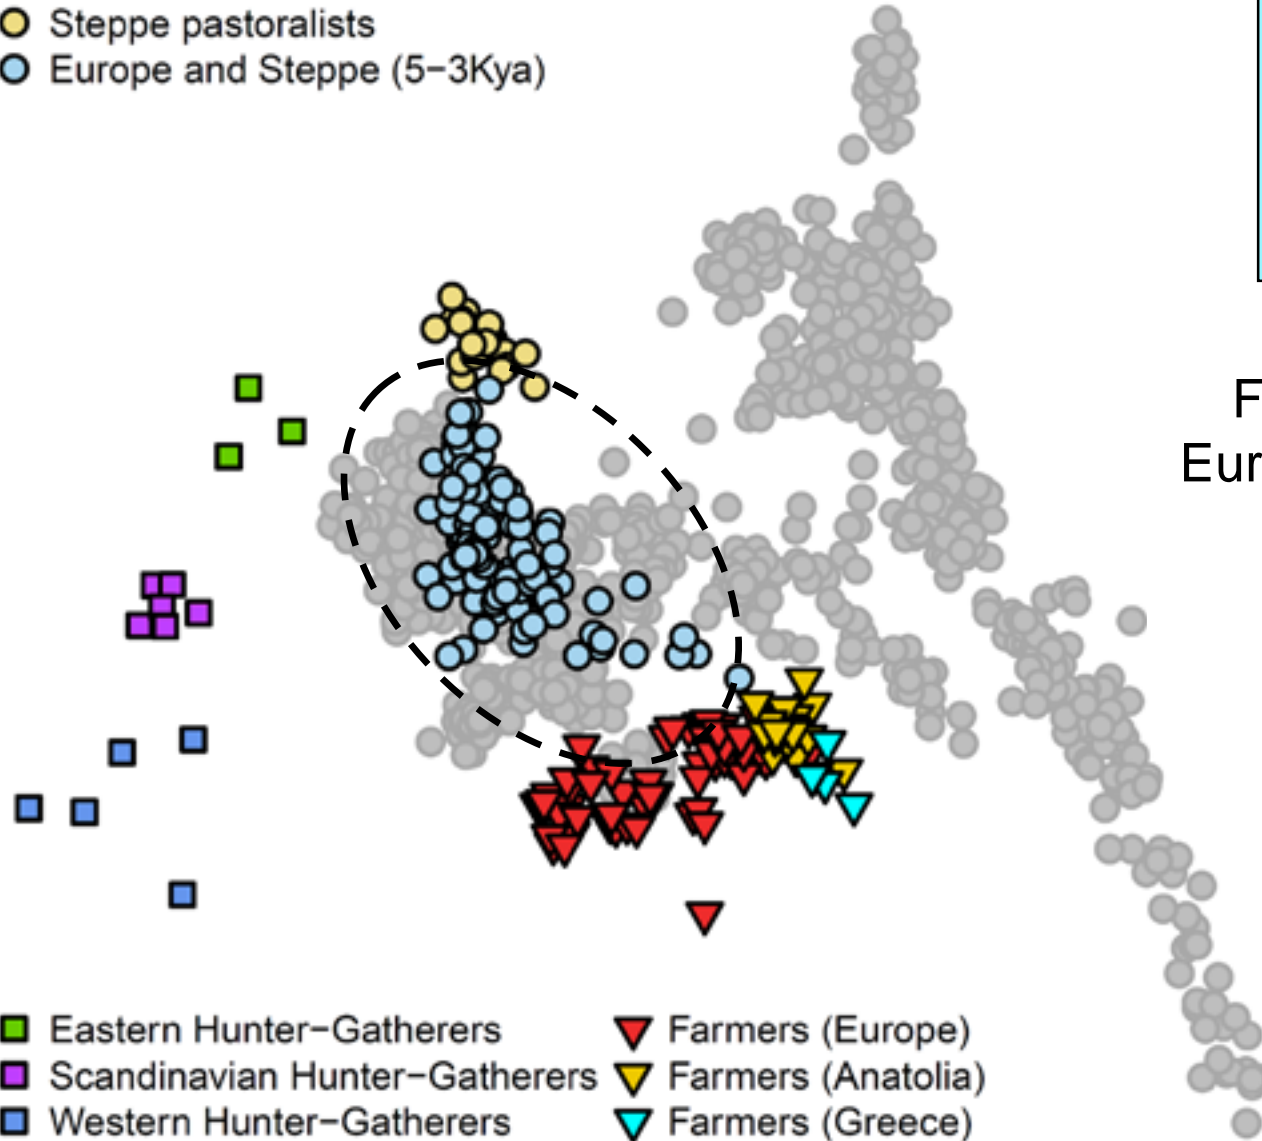 Steppe pastoralists
Europe and Steppe (5−3Kya)
F
Eur
Eastern Hunter−Gatherers
Scandinavian Hunter−Gatherers
Western Hunter−Gatherers
Farmers (Europe)
Farmers (Anatolia)
Farmers (Greece)